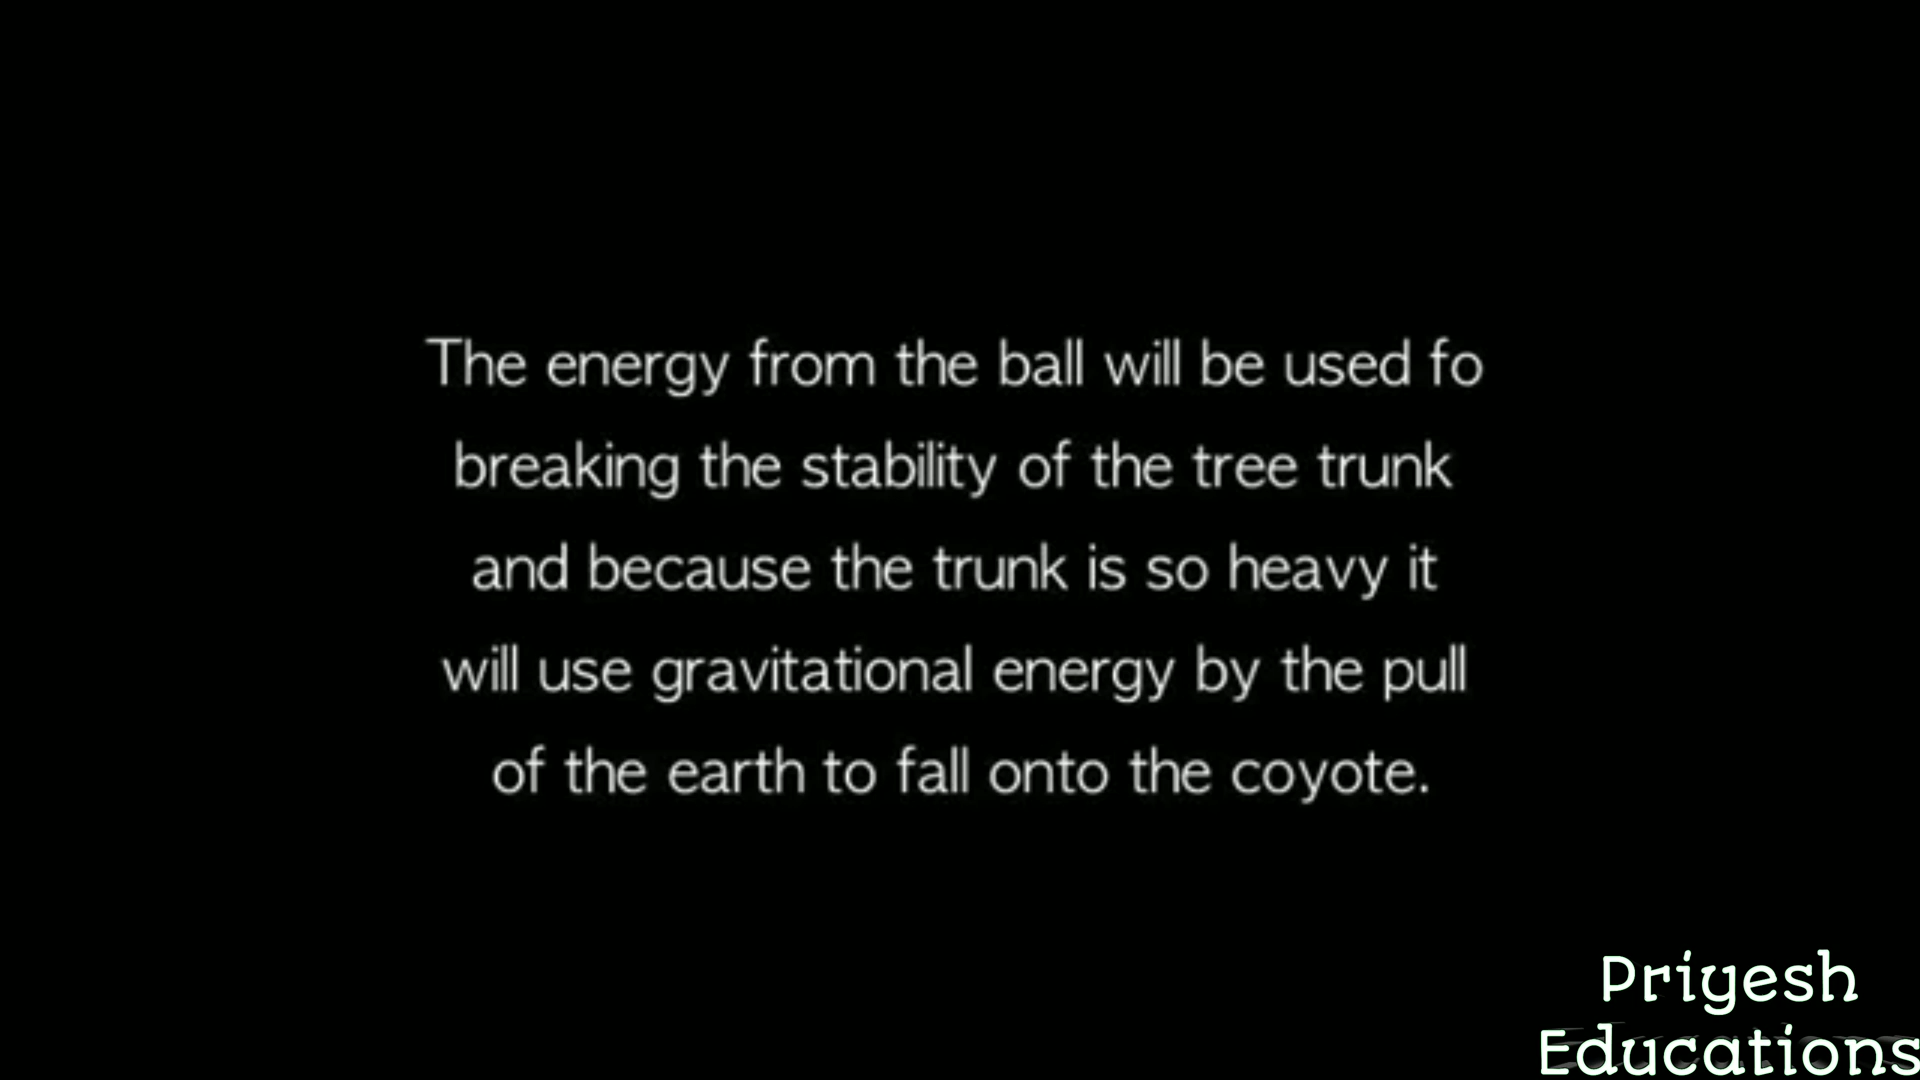 The energy from the ball will be used fo
breaking the stability of the tree trunk
and because the trunk is so heavy it
will use gravitational energy by the pull
of the earth to fall onto the coyote.
Priyesh
Educations